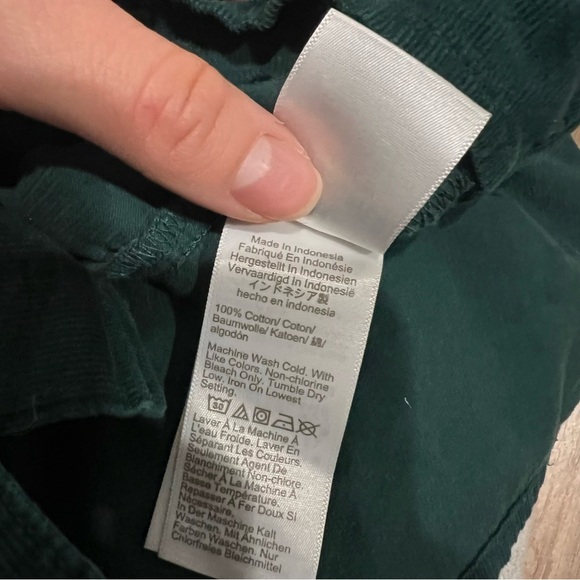 Made In Indonesia
Fabriqué En Indonésie
Hergestellt In Indonesien
Vervaardigd In Indonesië
インドネシア製
hecho en indonesia
100% Cotton/ Coton/
Baumwolle/ Katoen/ 綿/
algodón
Machine Wash Cold. With
Like Colors. Non-chlorine
Bleach Only. Tumble Dry
Low. Iron On Lowest
Setting.
30
Laver À La Machine À
L'eau Froide. Laver En
Séparant Les Couleurs.
Seulement Agent De
Blanchiment Non-chlore.
Sécher À La Machine À
Basse Température.
Repasser À Fer Doux Si
Nécessaire.
In Der Maschine Kalt
Waschen. Mit Ähnlichen
Farben Waschen. Nur
Chlorfreies Bleichmittel